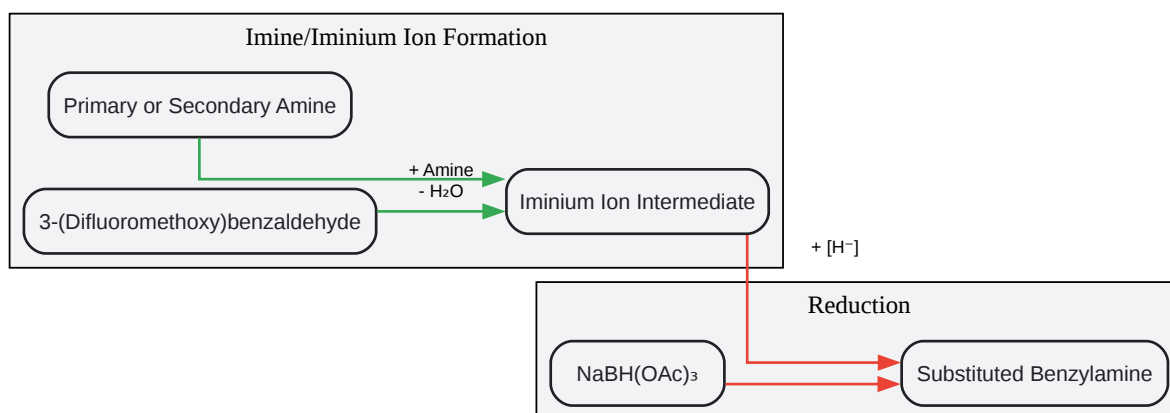 Imine/Iminium Ion Formation
Primary or Secondary Amine
+ Amine
- H₂O
3-(Difluoromethoxy)benzaldehyde
Iminium Ion Intermediate
+ [H⁻]
Reduction
NaBH(OAc)₃
Substituted Benzylamine